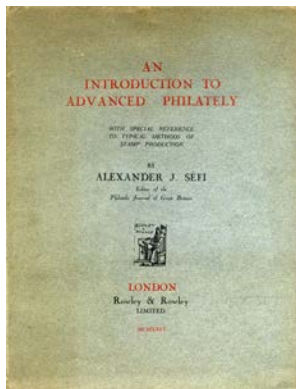 AN
INTRODUCTION TO
ADVANCED PHILATELY
WITH SPECIAL REFERENCE
TO TYPICAL METHODS OF
STAMP PRODUCTION
BY
ALEXANDER J. SÉFI
Editor of the
Philatelic Journal of Great Britain
LONDON
Rowley & Rowley
LIMITED